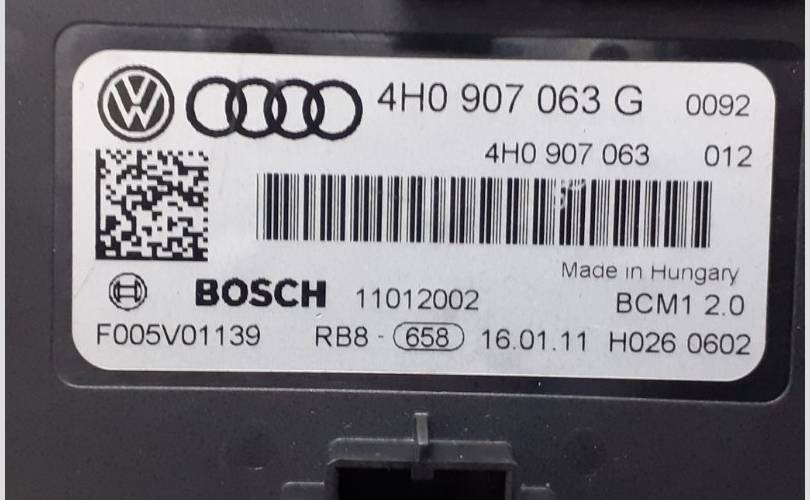 4H0 907 063 G 0092
4H0 907 063 012
Made in Hungary
BOSCH 11012002 BCM1 2.0
F005V01139 RB8 - 658 16.01.11 H026 0602